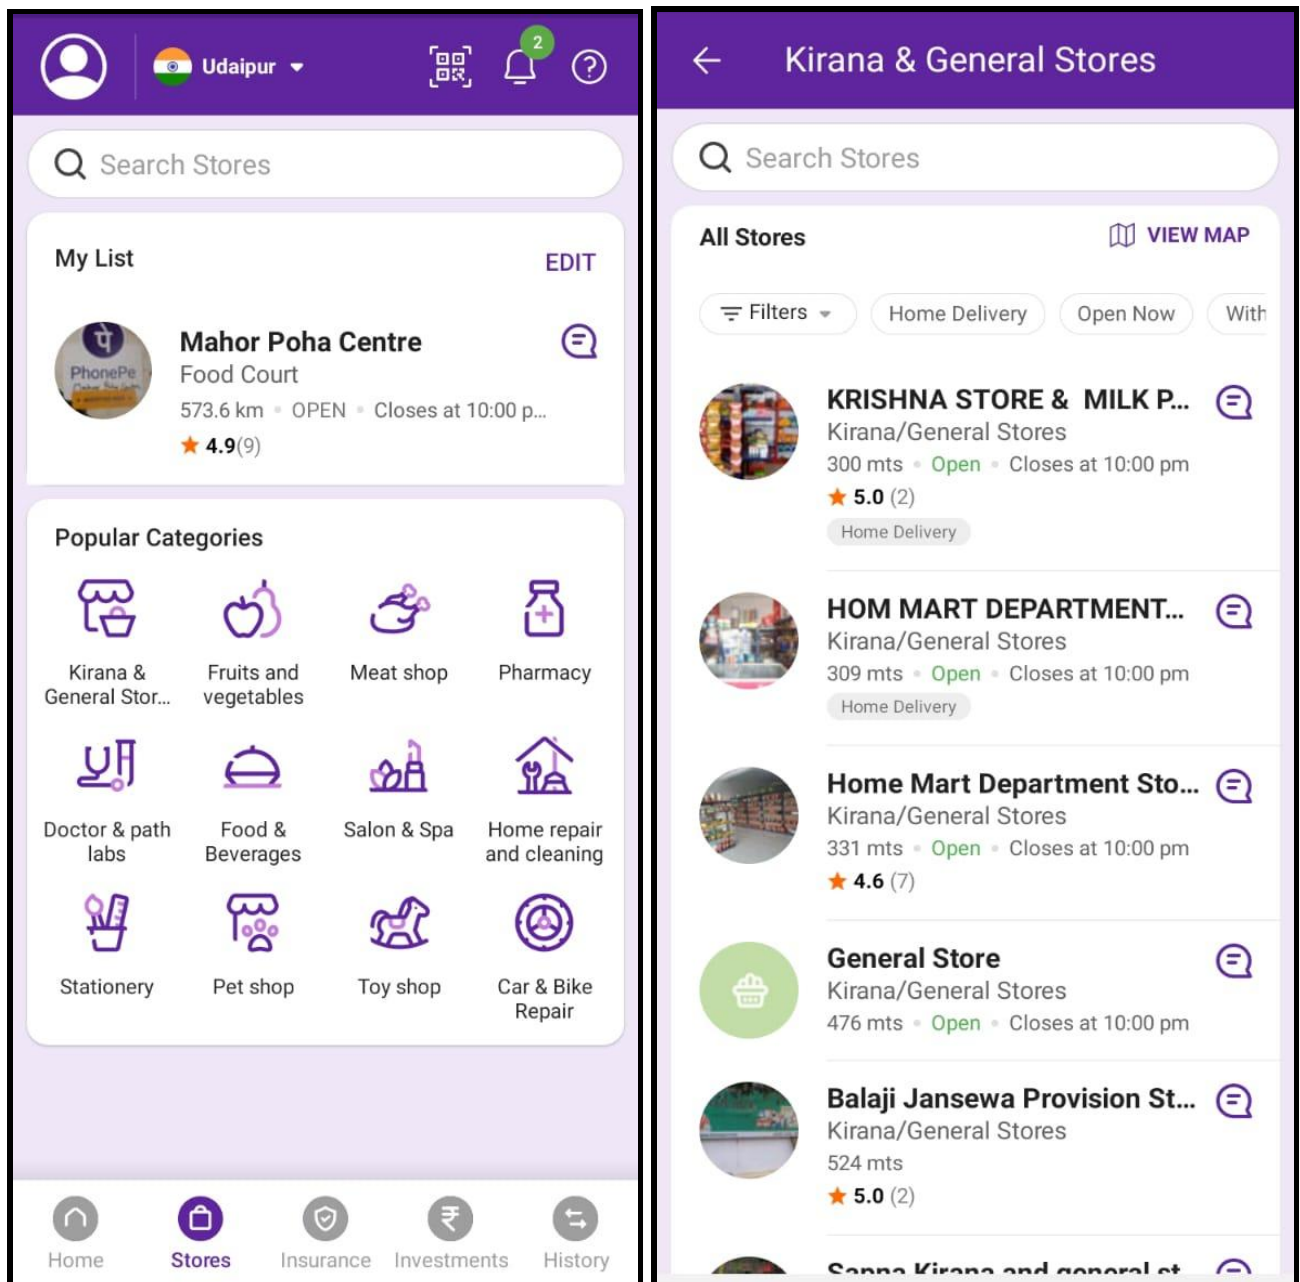 Udaipur
2
Search Stores
My List
EDIT
पे
PhonePe
Mahor Poha Centre
Food Court
573.6 km • OPEN • Closes at 10:00 p...
4.9(9)
Popular Categories
Kirana &
General Stor...
Fruits and
vegetables
Meat shop
Pharmacy
Doctor & path
labs
Food &
Beverages
Salon & Spa
Home repair
and cleaning
Stationery
Pet shop
Toy shop
Car & Bike
Repair
Home
Stores
Insurance
Investments
History
Kirana & General Stores
Search Stores
All Stores
VIEW MAP
Filters
Home Delivery
Open Now
With
KRISHNA STORE & MILK P...
Kirana/General Stores
300 mts • Open • Closes at 10:00 pm
5.0 (2)
Home Delivery
HOM MART DEPARTMENT...
Kirana/General Stores
309 mts • Open • Closes at 10:00 pm
Home Delivery
Home Mart Department Sto...
Kirana/General Stores
331 mts • Open • Closes at 10:00 pm
4.6 (7)
General Store
Kirana/General Stores
476 mts • Open • Closes at 10:00 pm
Balaji Jansewa Provision St...
Kirana/General Stores
524 mts
5.0 (2)
Sapna Kirana and general st